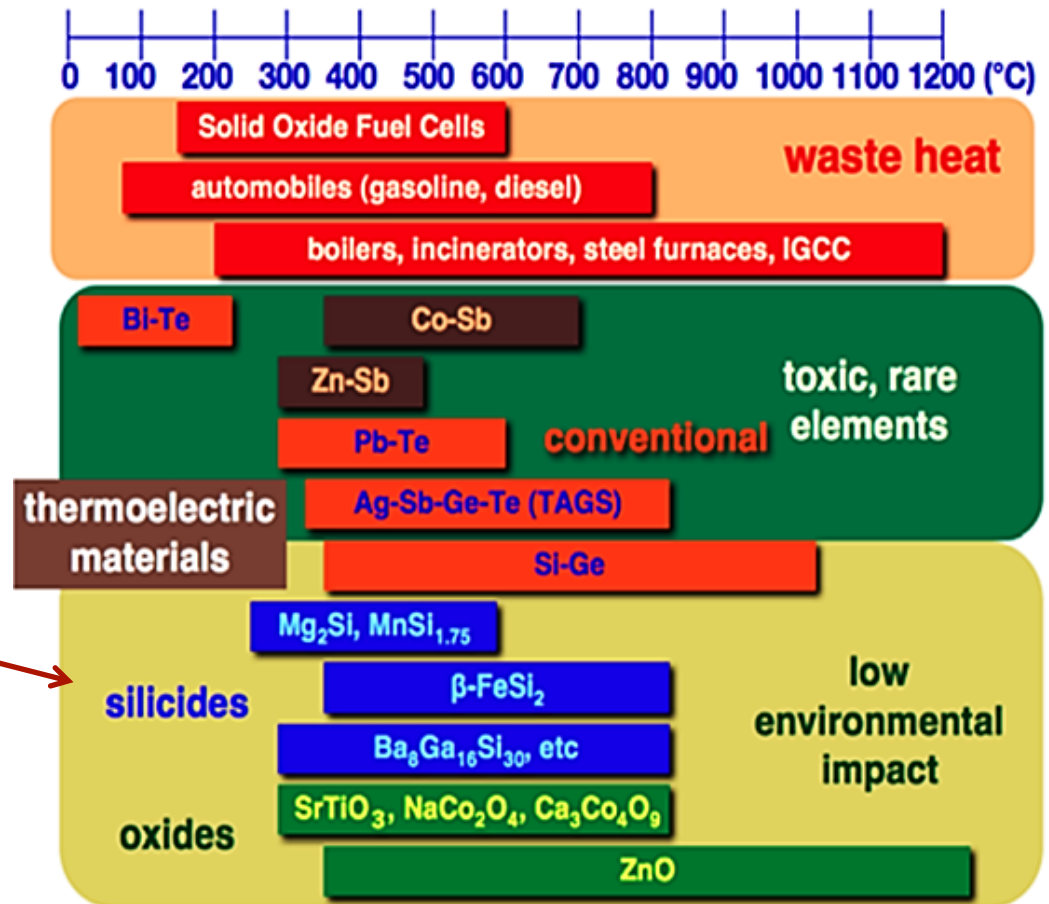 0 100 200 300 400 500 600 700 800 900 1000 1100 1200 (°C)
Solid Oxide Fuel Cells
waste heat
automobiles (gasoline, diesel)
boilers, incinerators, steel furnaces, IGCC
Bi-Te
Co-Sb
Zn-Sb
toxic, rare
elements
Pb-Te
conventional
thermoelectric
materials
Ag-Sb-Ge-Te (TAGS)
Si-Ge
Mg₂Si, MnSi₁.₇₅
silicides
β-FeSi₂
low
environmental
impact
Ba₈Ga₁₆Si₃₀, etc
oxides
SrTiO₃, NaCo₂O₄, Ca₃Co₄O₉
ZnO